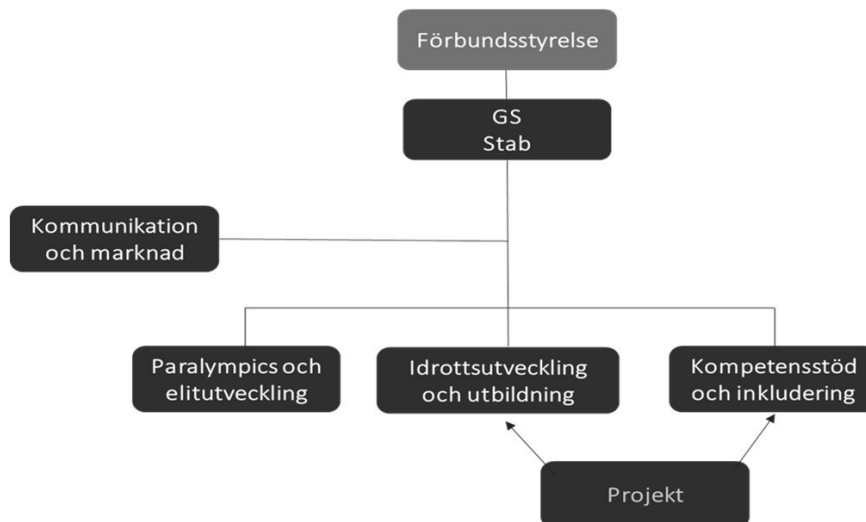 Förbundsstyrelse
GS
Stab
Kommunikation
och marknad
Paralympics och
elitutveckling
Idrottsutveckling
och utbildning
Kompetensstöd
och inkludering
Projekt